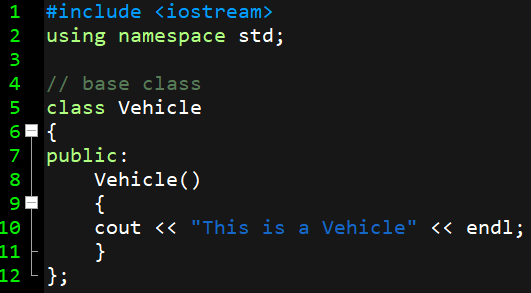 1 #include <iostream>
2 using namespace std;
3
4 // base class
5 class Vehicle
6 {
7 public:
8     Vehicle()
9     {
10     cout << "This is a Vehicle" << endl;
11     }
12 };